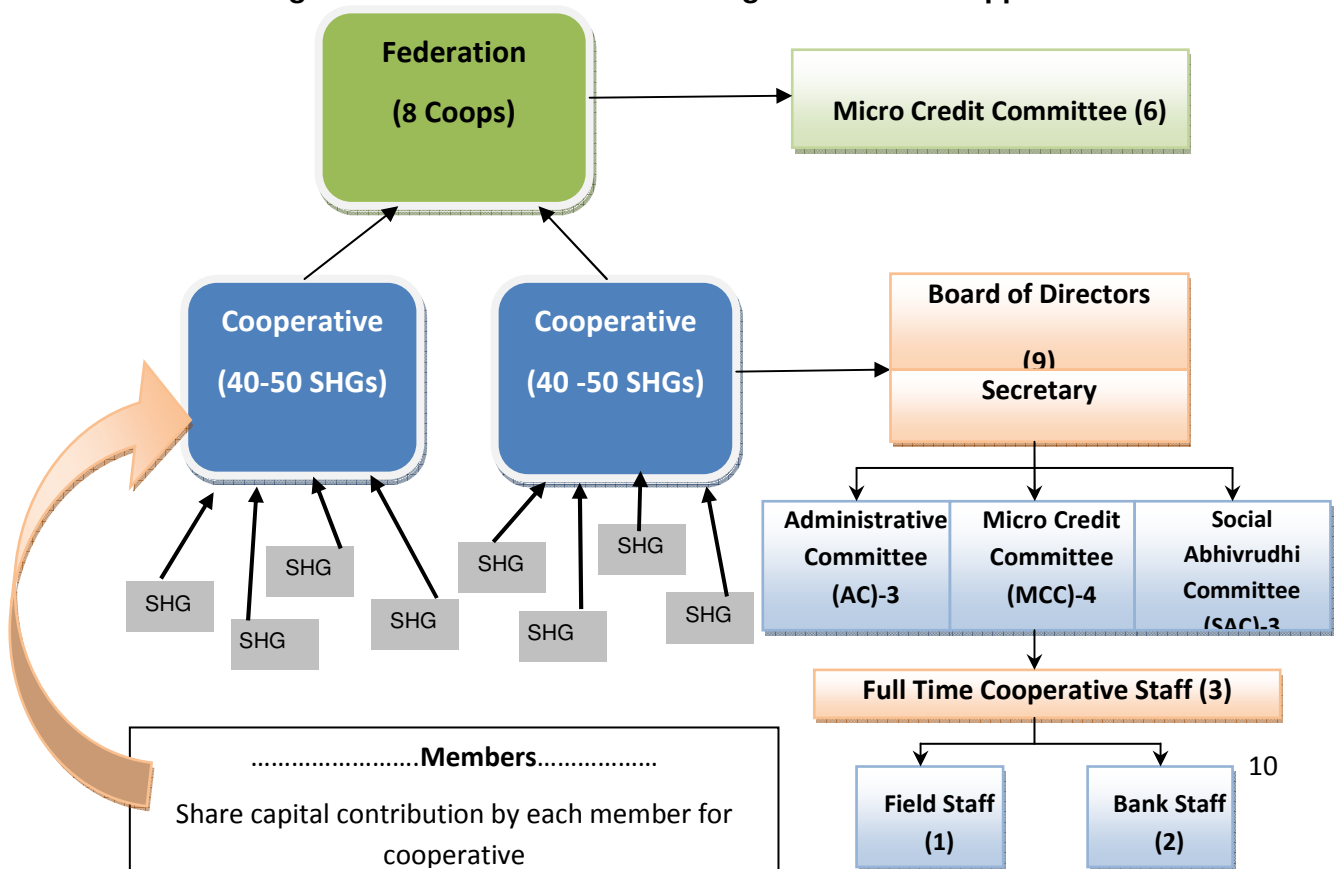 Federation
(8 Coops)
Micro Credit Committee (6)
Cooperative
(40-50 SHGs)
Cooperative
(40 -50 SHGs)
Board of Directors
(9)
Secretary
Administrative
Committee
(AC)-3
Micro Credit
Committee
(MCC)-4
Social
Abhivrudhi
Committee
(SAC)-3
SHG
SHG
SHG
SHG
SHG
SHG
SHG
SHG
Full Time Cooperative Staff (3)
Field Staff
(1)
Bank Staff
(2)
10
……………………..Members………………
Share capital contribution by each member for
cooperative